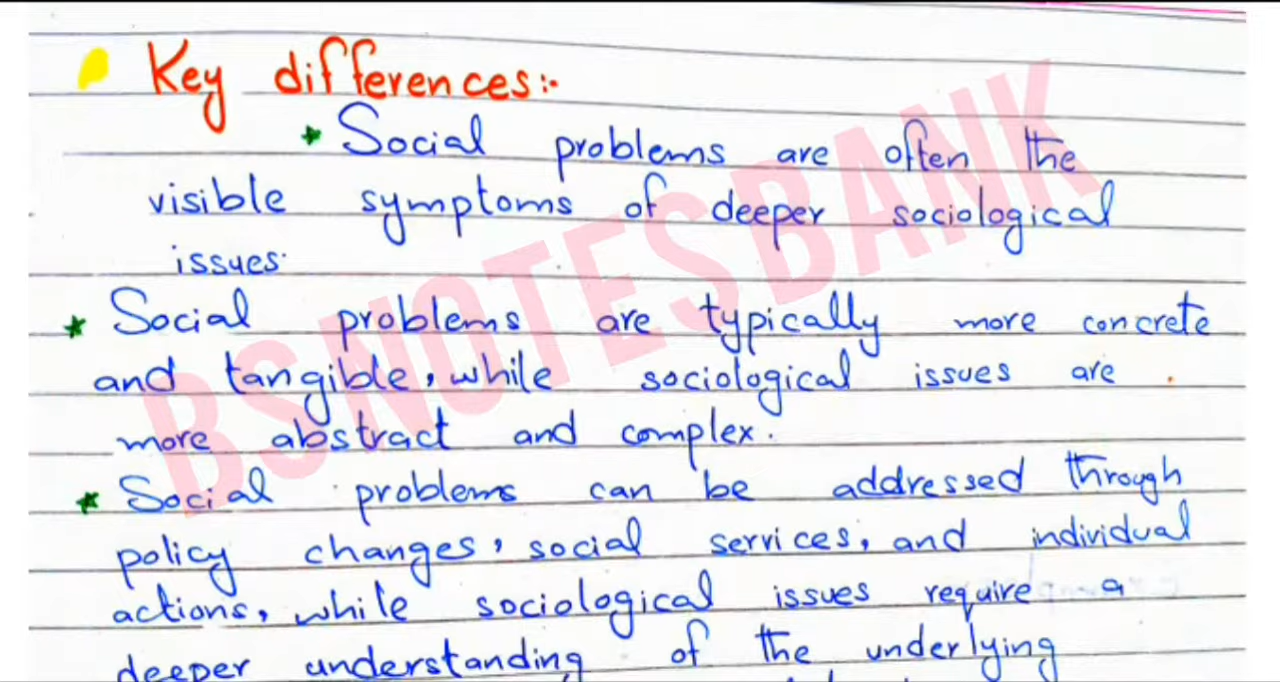 Key differences:-
* Social problems are often the
visible symptoms of deeper sociological
issues.
* Social problems are typically more concrete
and tangible, while sociological issues are
more abstract and complex.
* Social problems can be addressed through
policy changes, social services, and individual
actions, while sociological issues require a
deeper understanding of the underlying
BSNOTESBANK